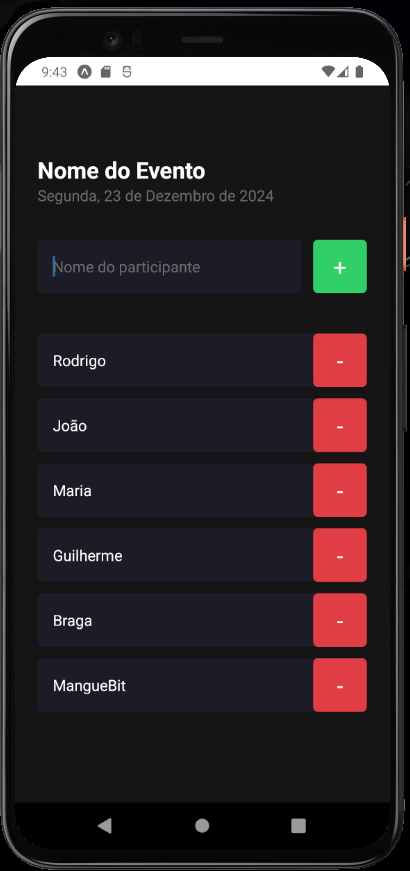 9:43
Nome do Evento
Segunda, 23 de Dezembro de 2024
Nome do participante
+
Rodrigo
-
João
-
Maria
-
Guilherme
-
Braga
-
MangueBit
-